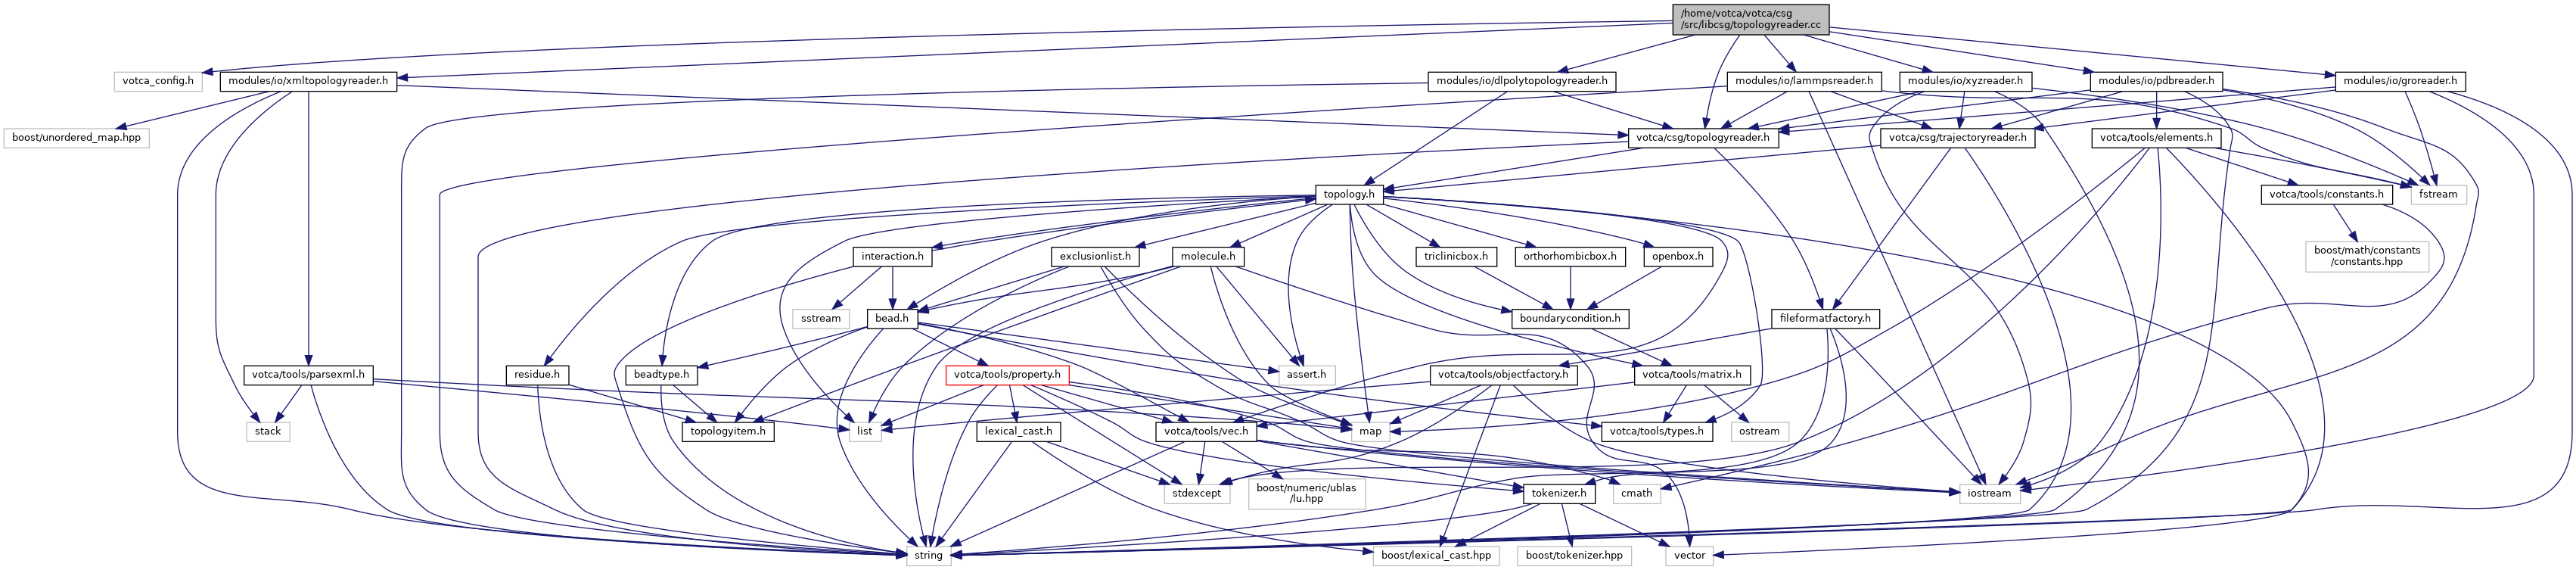 /home/votca/votca/csg
/src/libcsg/topologyreader.cc
votca_config.h
modules/io/xmltopologyreader.h
modules/io/dlpolytopologyreader.h
modules/io/lammpsreader.h
modules/io/xyzreader.h
modules/io/pdbreader.h
modules/io/groreader.h
boost/unordered_map.hpp
votca/csg/topologyreader.h
votca/csg/trajectoryreader.h
votca/tools/elements.h
topology.h
votca/tools/constants.h
fstream
interaction.h
exclusionlist.h
molecule.h
triclinicbox.h
orthorhombicbox.h
openbox.h
boost/math/constants
/constants.hpp
sstream
bead.h
boundarycondition.h
fileformatfactory.h
votca/tools/parsexml.h
residue.h
beadtype.h
votca/tools/property.h
assert.h
votca/tools/objectfactory.h
votca/tools/matrix.h
stack
topologyitem.h
list
lexical_cast.h
votca/tools/vec.h
map
votca/tools/types.h
ostream
stdexcept
boost/numeric/ublas
/lu.hpp
tokenizer.h
cmath
iostream
string
boost/lexical_cast.hpp
boost/tokenizer.hpp
vector